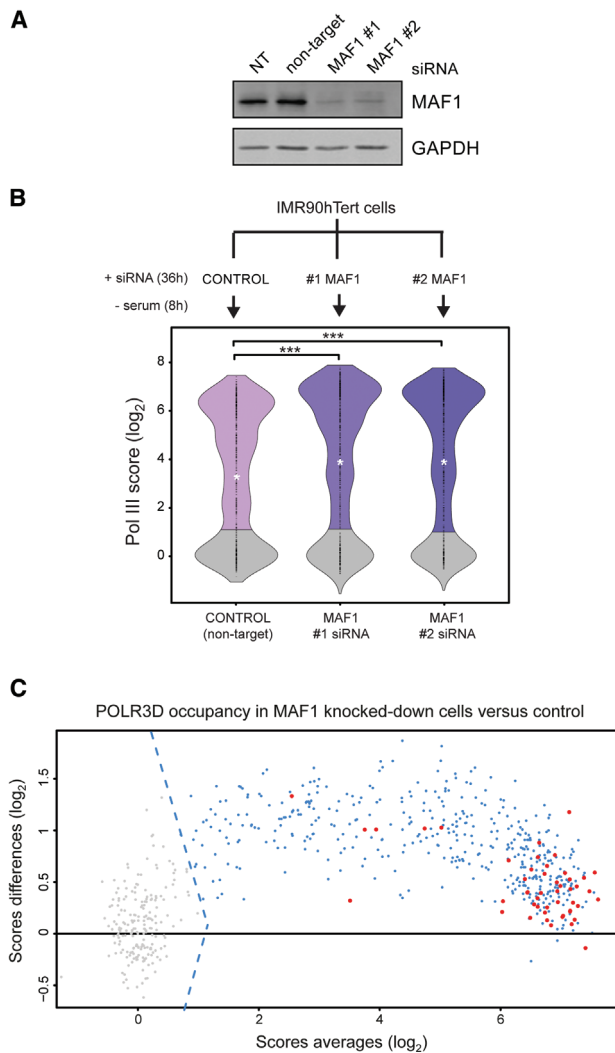 A
NT
non-target
MAF1 #1
MAF1 #2
siRNA
MAF1
GAPDH
B
IMR90hTert cells
+ siRNA (36h) CONTROL #1 MAF1 #2 MAF1
- serum (8h)
***
***
Pol III score (log2)
8
6
4
2
0
*
*
*
CONTROL (non-target)
MAF1 #1 siRNA
MAF1 #2 siRNA
C
POLR3D occupancy in MAF1 knocked-down cells versus control
Scores differences (log2)
1.5
1
0.5
0
−0.5
0 2 4 6
Scores averages (log2)